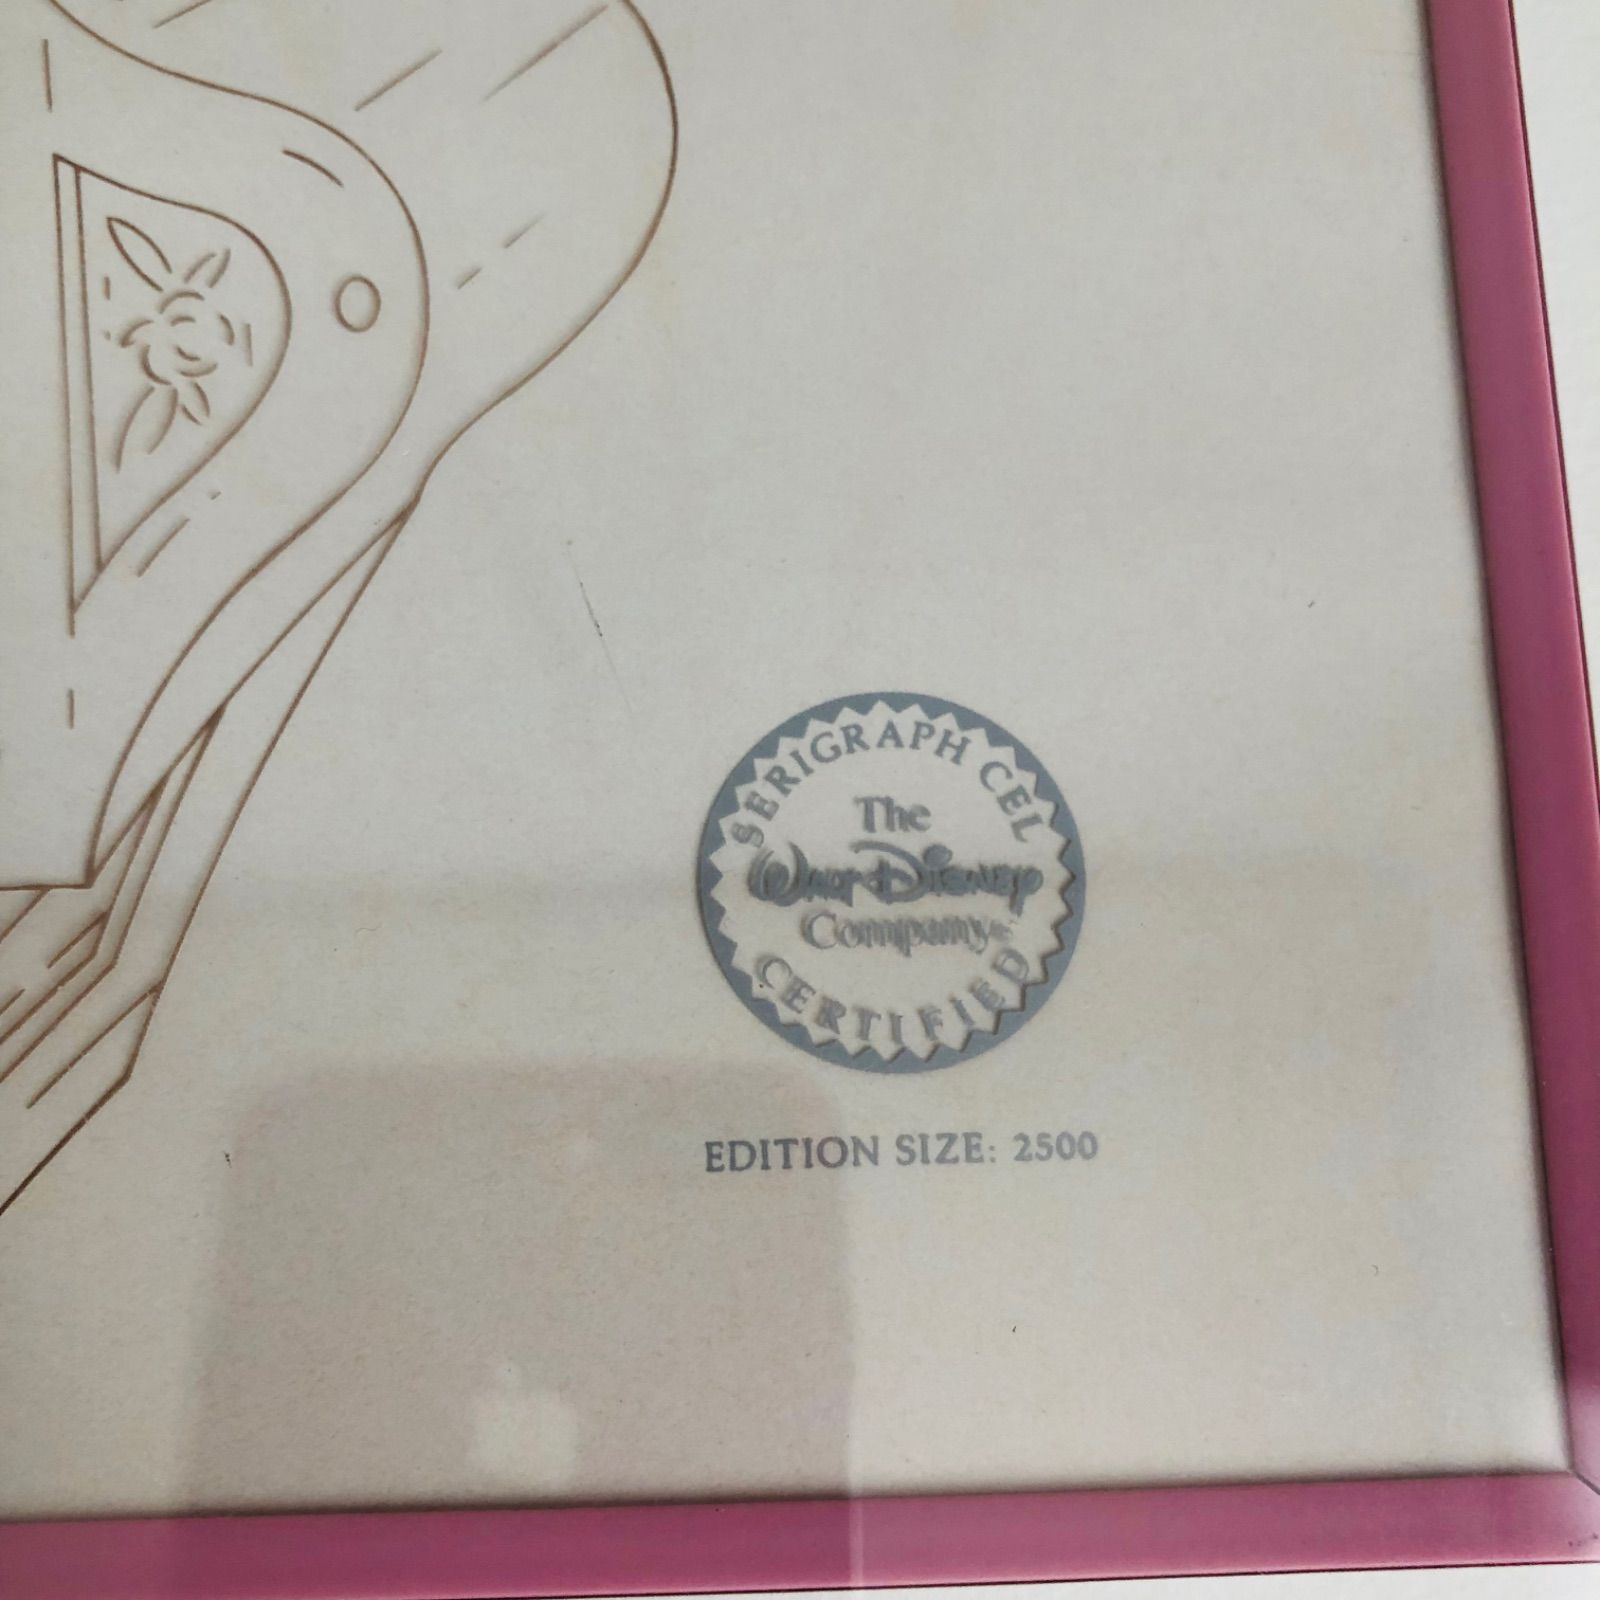 SERIGRAPH CEL
The
Walt Disney
Company®
CERTIFIED
EDITION SIZE: 2500